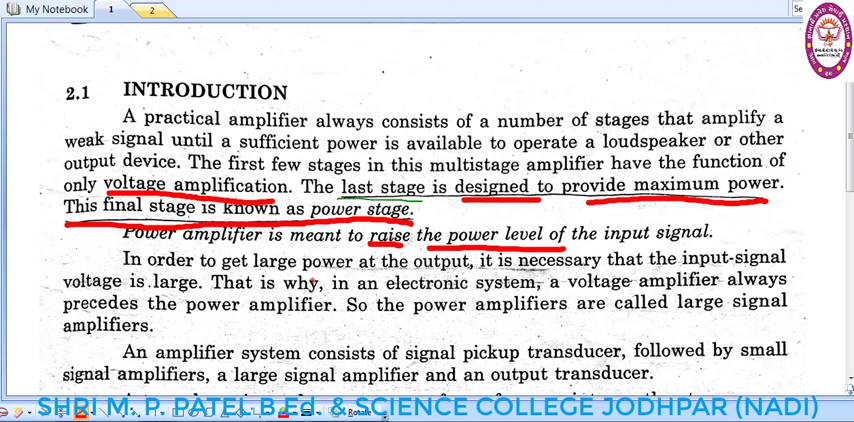 My Notebook 1 2 Se
2.1 INTRODUCTION
A practical amplifier always consists of a number of stages that amplify a
weak signal until a sufficient power is available to operate a loudspeaker or other
output device. The first few stages in this multistage amplifier have the function of
only voltage amplification. The last stage is designed to provide maximum power.
This final stage is known as power stage.
Power amplifier is meant to raise the power level of the input signal.
In order to get large power at the output, it is necessary that the input-signal
voltage is large. That is why, in an electronic system, a voltage amplifier always
precedes the power amplifier. So the power amplifiers are called large signal
amplifiers.
An amplifier system consists of signal pickup transducer, followed by small
signal amplifiers, a large signal amplifier and an output transducer.
Rotate
SHRI M. P. PATEL B.Ed. & SCIENCE COLLEGE JODHPAR (NADI)